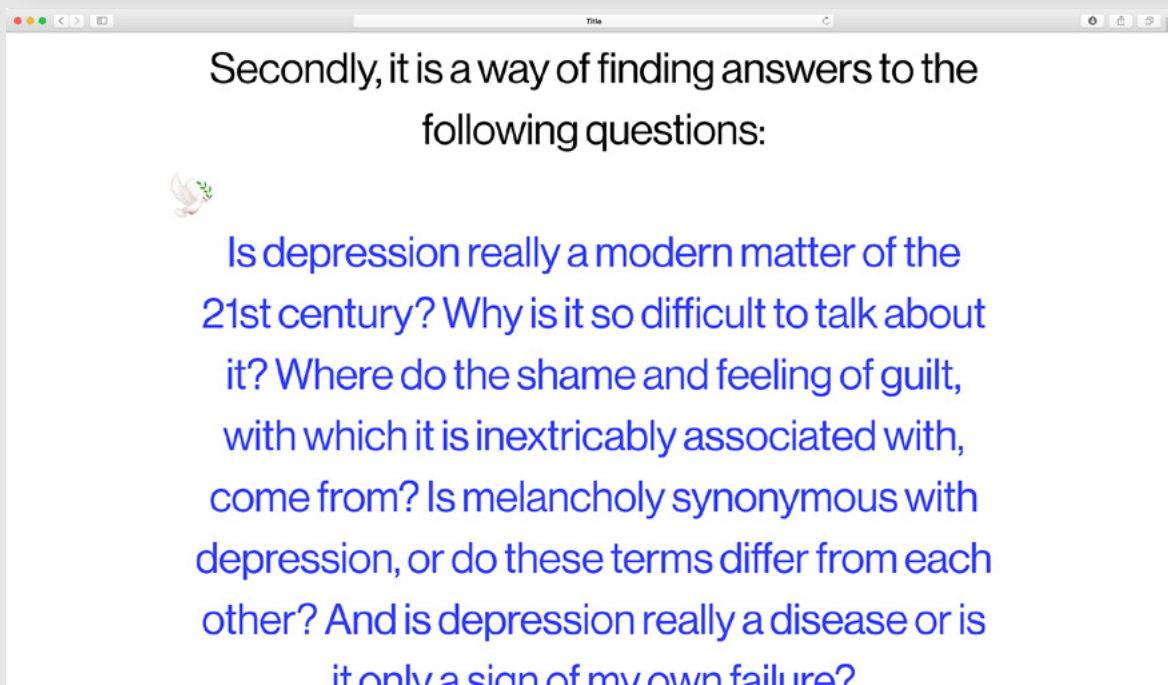 Title
Secondly, it is a way of finding answers to the
following questions:
Is depression really a modern matter of the
21st century? Why is it so difficult to talk about
it? Where do the shame and feeling of guilt,
with which it is inextricably associated with,
come from? Is melancholy synonymous with
depression, or do these terms differ from each
other? And is depression really a disease or is
it only a sign of my own failure?